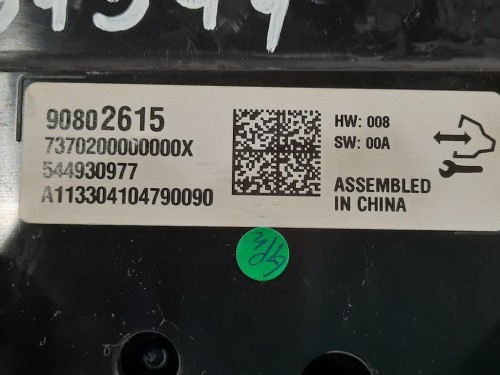 90802615
7370200000000X
544930977
A113304104790090
HW: 008
SW: 00A
ASSEMBLED
IN CHINA